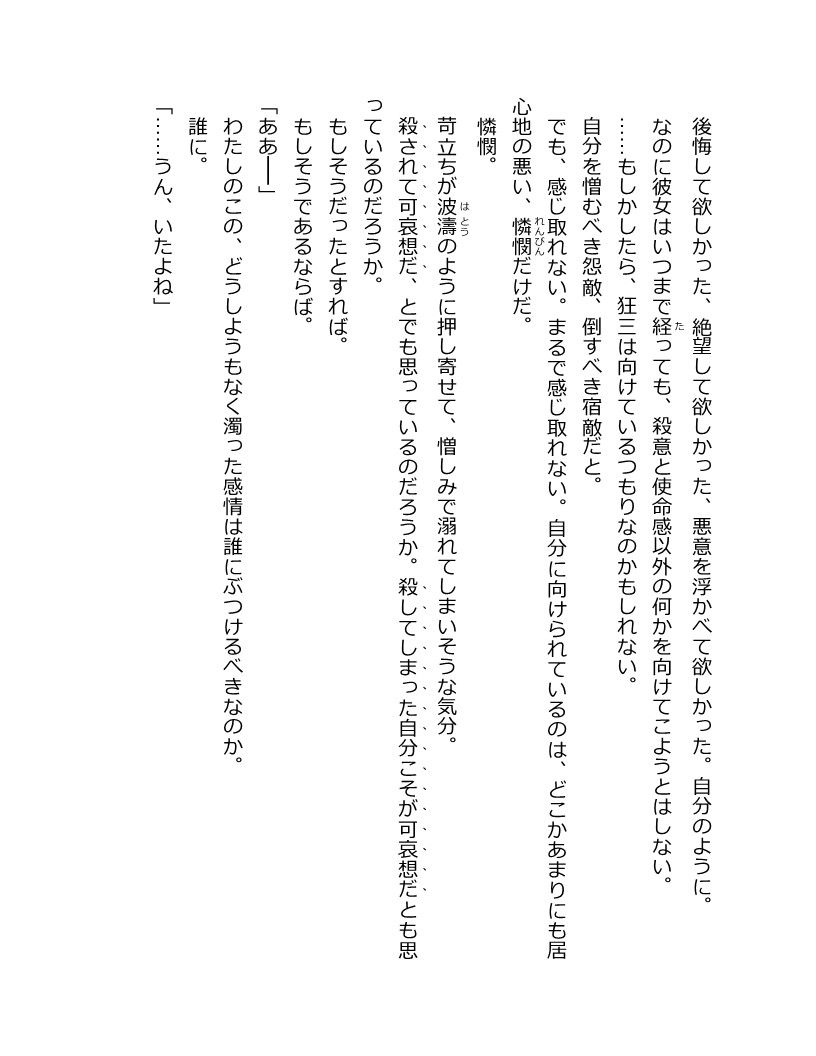 後悔して欲しかった、絶望して欲しかった、悪意を浮かべて欲しかった。自分のように。
なのに彼女はいつまで経っても、殺意と使命感以外の何かを向けてこようとはしない。
……もしかしたら、狂三は向けているつもりなのかもしれない。
自分を憎むべき怨敵、倒すべき宿敵だと。
でも、感じ取れない。まるで感じ取れない。自分に向けられているのは、どこかあまりにも居
心地の悪い、憐憫だけだ。
憐憫。
苛立ちが波濤のように押し寄せて、憎しみで溺れてしまいそうな気分。
殺されて可哀想だ、とでも思っているのだろうか。殺してしまった自分こそが可哀想だとも思
っているのだろうか。
もしそうだったとすれば。
もしそうであるならば。
「ああ――」
わたしのこの、どうしようもなく濁った感情は誰にぶつけるべきなのか。
誰に。
「……うん、いたよね」